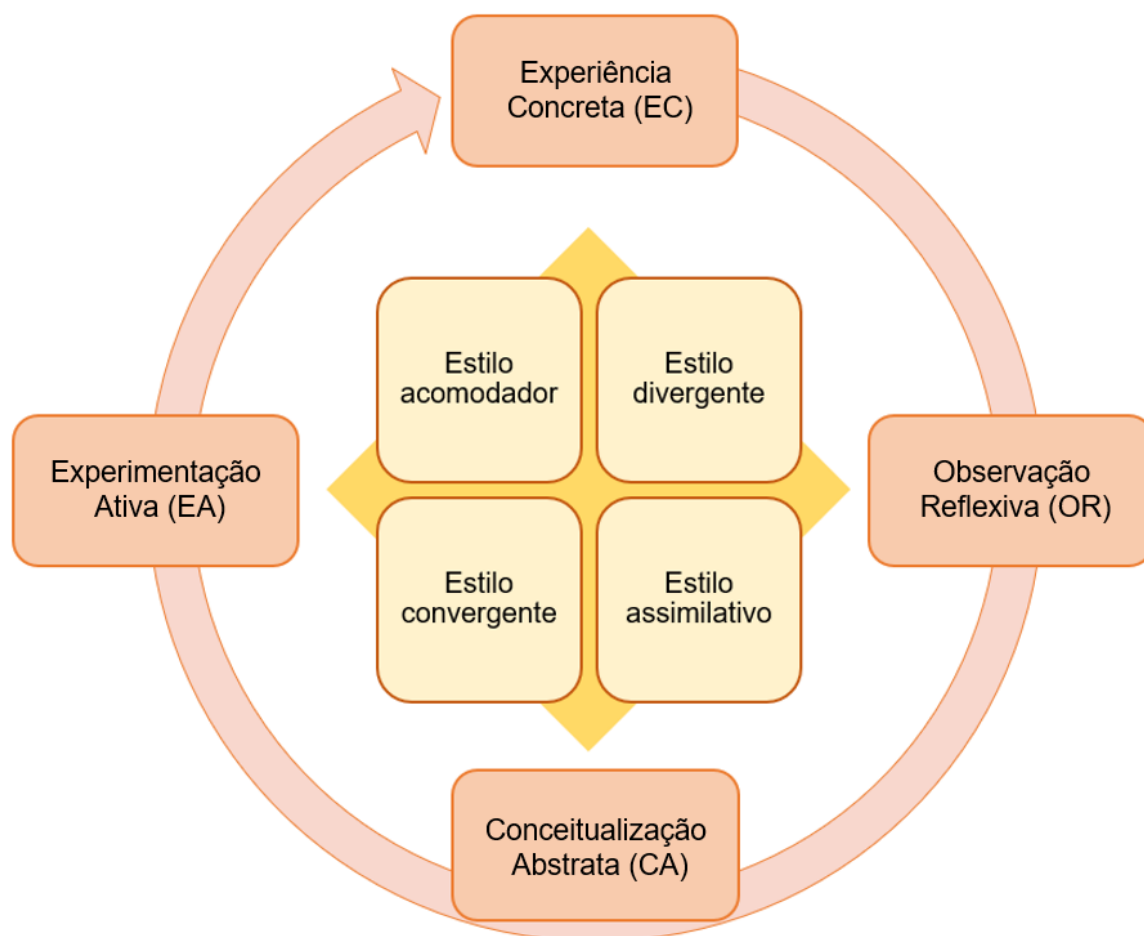 Experiência
Concreta (EC)
Estilo
acomodador
Estilo
divergente
Experimentação
Ativa (EA)
Observação
Reflexiva (OR)
Estilo
convergente
Estilo
assimilativo
Conceitualização
Abstrata (CA)